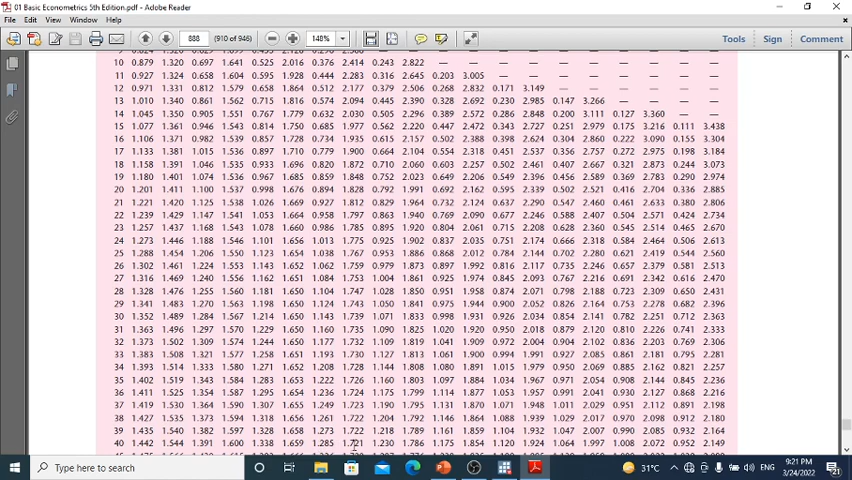 01 Basic Econometrics 5th Edition.pdf - Adobe Reader
File Edit View Window Help
888 (910 of 946) 148%
Tools Sign Comment
10 0.879 1.320 0.697 1.641 0.525 2.016 0.376 2.414 0.243 2.822 — — — — — — — — — —
11 0.927 1.324 0.658 1.604 0.595 1.928 0.444 2.283 0.316 2.645 0.203 3.005 — — — — — — — —
12 0.971 1.331 0.812 1.579 0.658 1.864 0.512 2.177 0.379 2.506 0.268 2.832 0.171 3.149 — — — — — —
13 1.010 1.340 0.861 1.562 0.715 1.816 0.574 2.094 0.445 2.390 0.328 2.692 0.230 2.985 0.147 3.266 — — — —
14 1.045 1.350 0.905 1.551 0.767 1.779 0.632 2.030 0.505 2.296 0.389 2.572 0.286 2.848 0.200 3.111 0.127 3.360 — —
15 1.077 1.361 0.946 1.543 0.814 1.750 0.685 1.977 0.562 2.220 0.447 2.472 0.343 2.727 0.251 2.979 0.175 3.216 0.111 3.438
16 1.106 1.371 0.982 1.539 0.857 1.728 0.734 1.935 0.615 2.157 0.502 2.388 0.398 2.624 0.304 2.860 0.222 3.090 0.155 3.304
17 1.133 1.381 1.015 1.536 0.897 1.710 0.779 1.900 0.664 2.104 0.554 2.318 0.451 2.537 0.356 2.757 0.272 2.975 0.198 3.184
18 1.158 1.391 1.046 1.535 0.933 1.696 0.820 1.872 0.710 2.060 0.603 2.257 0.502 2.461 0.407 2.667 0.321 2.873 0.244 3.073
19 1.180 1.401 1.074 1.536 0.967 1.685 0.859 1.848 0.752 2.023 0.649 2.206 0.549 2.396 0.456 2.589 0.369 2.783 0.290 2.974
20 1.201 1.411 1.100 1.537 0.998 1.676 0.894 1.828 0.792 1.991 0.692 2.162 0.595 2.339 0.502 2.521 0.416 2.704 0.336 2.885
21 1.221 1.420 1.125 1.538 1.026 1.669 0.927 1.812 0.829 1.964 0.732 2.124 0.637 2.290 0.547 2.460 0.461 2.633 0.380 2.806
22 1.239 1.429 1.147 1.541 1.053 1.664 0.958 1.797 0.863 1.940 0.769 2.090 0.677 2.246 0.588 2.407 0.504 2.571 0.424 2.734
23 1.257 1.437 1.168 1.543 1.078 1.660 0.986 1.785 0.895 1.920 0.804 2.061 0.715 2.208 0.628 2.360 0.545 2.514 0.465 2.670
24 1.273 1.446 1.188 1.546 1.101 1.656 1.013 1.775 0.925 1.902 0.837 2.035 0.751 2.174 0.666 2.318 0.584 2.464 0.506 2.613
25 1.288 1.454 1.206 1.550 1.123 1.654 1.038 1.767 0.953 1.886 0.868 2.012 0.784 2.144 0.702 2.280 0.621 2.419 0.544 2.560
26 1.302 1.461 1.224 1.553 1.143 1.652 1.062 1.759 0.979 1.873 0.897 1.992 0.816 2.117 0.735 2.246 0.657 2.379 0.581 2.513
27 1.316 1.469 1.240 1.556 1.162 1.651 1.084 1.753 1.004 1.861 0.925 1.974 0.845 2.093 0.767 2.216 0.691 2.342 0.616 2.470
28 1.328 1.476 1.255 1.560 1.181 1.650 1.104 1.747 1.028 1.850 0.951 1.958 0.874 2.071 0.798 2.188 0.723 2.309 0.650 2.431
29 1.341 1.483 1.270 1.563 1.198 1.650 1.124 1.743 1.050 1.841 0.975 1.944 0.900 2.052 0.826 2.164 0.753 2.278 0.682 2.396
30 1.352 1.489 1.284 1.567 1.214 1.650 1.143 1.739 1.071 1.833 0.998 1.931 0.926 2.034 0.854 2.141 0.782 2.251 0.712 2.363
31 1.363 1.496 1.297 1.570 1.229 1.650 1.160 1.735 1.090 1.825 1.020 1.920 0.950 2.018 0.879 2.120 0.810 2.226 0.741 2.333
32 1.373 1.502 1.309 1.574 1.244 1.650 1.177 1.732 1.109 1.819 1.041 1.909 0.972 2.004 0.904 2.102 0.836 2.203 0.769 2.306
33 1.383 1.508 1.321 1.577 1.258 1.651 1.193 1.730 1.127 1.813 1.061 1.900 0.994 1.991 0.927 2.085 0.861 2.181 0.795 2.281
34 1.393 1.514 1.333 1.580 1.271 1.652 1.208 1.728 1.144 1.808 1.080 1.891 1.015 1.979 0.950 2.069 0.885 2.162 0.821 2.257
35 1.402 1.519 1.343 1.584 1.283 1.653 1.222 1.726 1.160 1.803 1.097 1.884 1.034 1.967 0.971 2.054 0.908 2.144 0.845 2.236
36 1.411 1.525 1.354 1.587 1.295 1.654 1.236 1.724 1.175 1.799 1.114 1.877 1.053 1.957 0.991 2.041 0.930 2.127 0.868 2.216
37 1.419 1.530 1.364 1.590 1.307 1.655 1.249 1.723 1.190 1.795 1.131 1.870 1.071 1.948 1.011 2.029 0.951 2.112 0.891 2.198
38 1.427 1.535 1.373 1.594 1.318 1.656 1.261 1.722 1.204 1.792 1.146 1.864 1.088 1.939 1.029 2.017 0.970 2.098 0.912 2.180
39 1.435 1.540 1.382 1.597 1.328 1.658 1.273 1.722 1.218 1.789 1.161 1.859 1.104 1.932 1.047 2.007 0.990 2.085 0.932 2.164
40 1.442 1.544 1.391 1.600 1.338 1.659 1.285 1.230 1.786 1.175 1.854 1.120 1.924 1.064 1.997 1.008 2.072 0.952 2.149
Type here to search
31°C
ENG
9:21 PM
3/24/2022
21